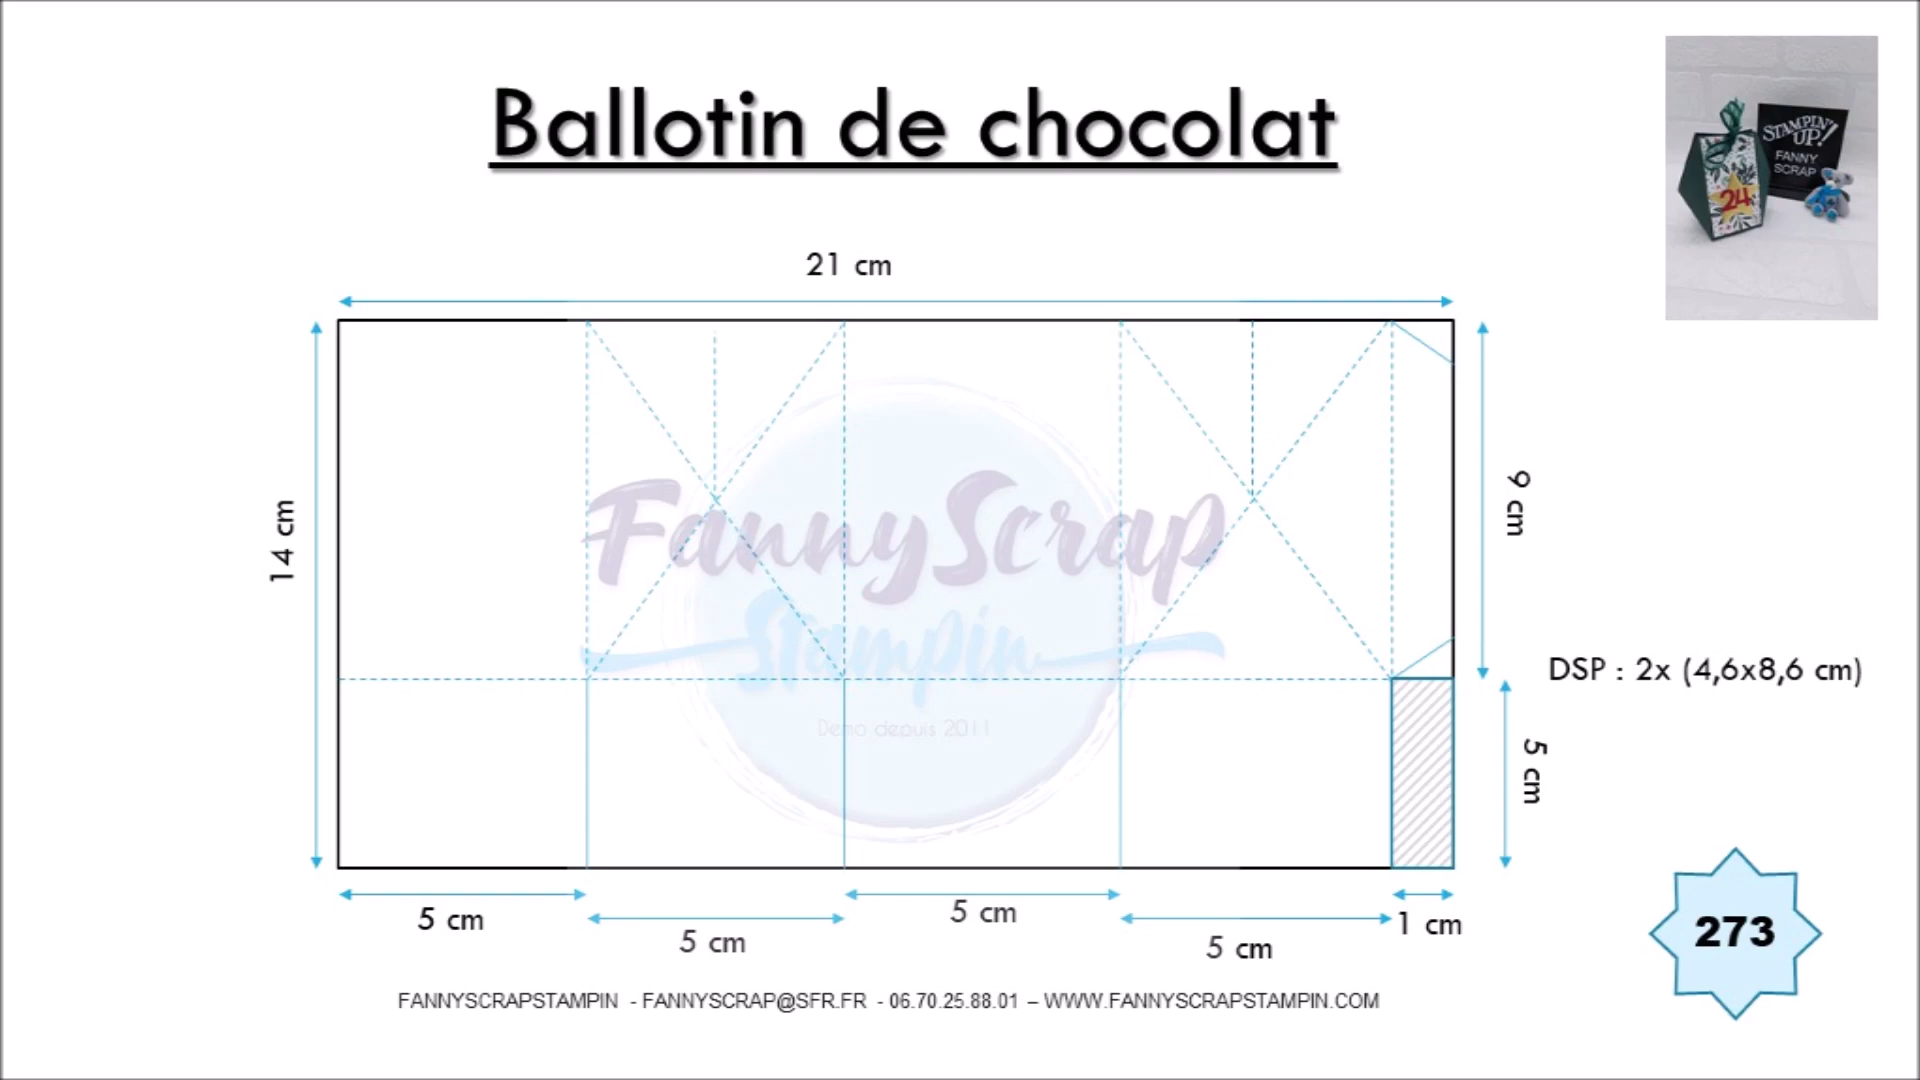 Ballotin de chocolat
STAMPIN'
UP!
FANNY
SCRAP
24
21 cm
14 cm
9 cm
FannyScrap
Stampin
DSP : 2x (4,6x8,6 cm)
Demo depuis 2011
5 cm
5 cm
5 cm
5 cm
5 cm
1 cm
273
FANNYSCRAPSTAMPIN - FANNYSCRAP@SFR.FR - 06.70.25.88.01 – WWW.FANNYSCRAPSTAMPIN.COM